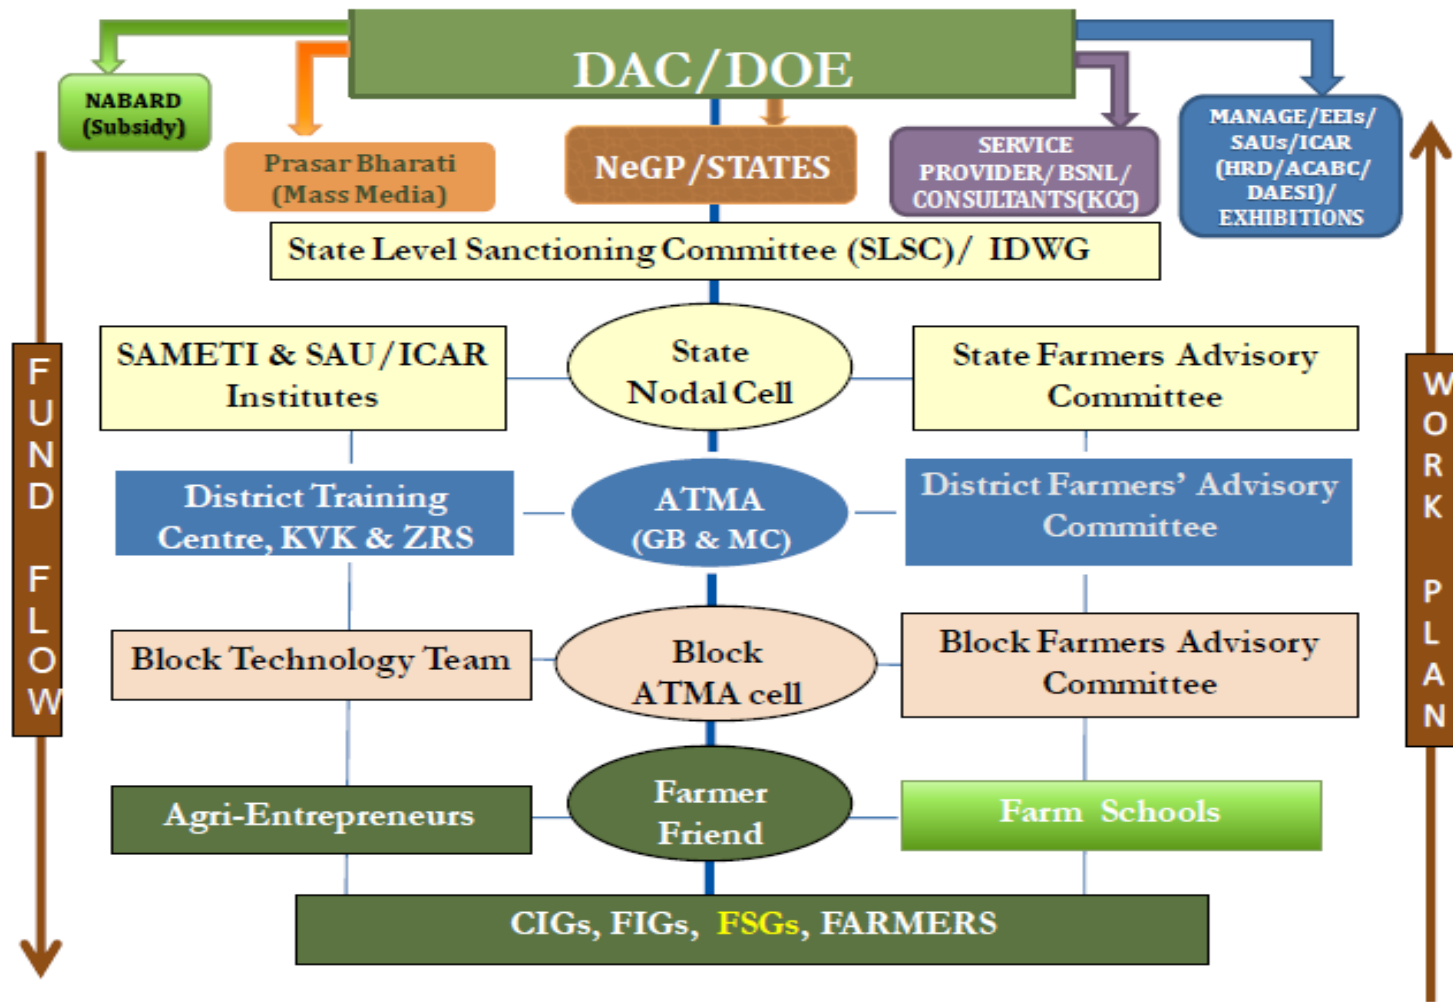 DAC/DOE
NABARD
(Subsidy)
Prasar Bharati
(Mass Media)
NeGP/STATES
SERVICE
PROVIDER/BSNL/
CONSULTANTS(KCC)
MANAGE/EEIs/
SAUs/ICAR
(HRD/ACABC/
DAESI)/
EXHIBITIONS
State Level Sanctioning Committee (SLSC)/ IDWG
SAMETI & SAU/ICAR
Institutes
State
Nodal Cell
State Farmers Advisory
Committee
District Training
Centre, KVK & ZRS
ATMA
(GB & MC)
District Farmers’ Advisory
Committee
Block Technology Team
Block
ATMA cell
Block Farmers Advisory
Committee
Agri-Entrepreneurs
Farmer
Friend
Farm Schools
CIGs, FIGs, FSGs, FARMERS
FUND FLOW
WORK PLAN